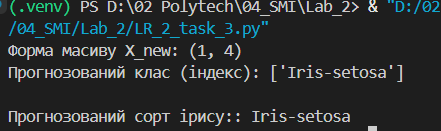 (.venv) PS D:\02 Polytech\04_SMI\Lab_2> & "D:/02
/04_SMI/Lab_2/LR_2_task_3.py"
Форма масиву X_new: (1, 4)
Прогнозований клас (індекс): ['Iris-setosa']
Прогнозований сорт ірису:: Iris-setosa